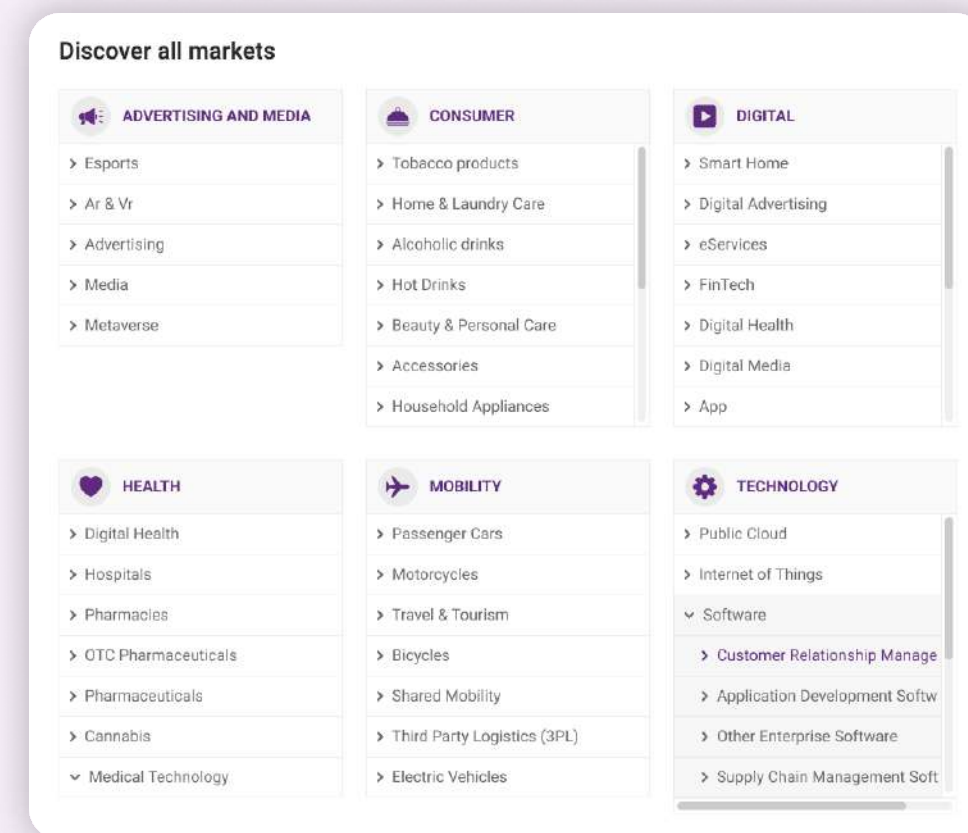 Discover all markets
ADVERTISING AND MEDIA
Esports
Ar & Vr
Advertising
Media
Metaverse
CONSUMER
Tobacco products
Home & Laundry Care
Alcoholic drinks
Hot Drinks
Beauty & Personal Care
Accessories
Household Appliances
DIGITAL
Smart Home
Digital Advertising
eServices
FinTech
Digital Health
Digital Media
App
HEALTH
Digital Health
Hospitals
Pharmacies
OTC Pharmaceuticals
Pharmaceuticals
Cannabis
Medical Technology
MOBILITY
Passenger Cars
Motorcycles
Travel & Tourism
Bicycles
Shared Mobility
Third Party Logistics (3PL)
Electric Vehicles
TECHNOLOGY
Public Cloud
Internet of Things
Software
Customer Relationship Manage
Application Development Softw
Other Enterprise Software
Supply Chain Management Soft